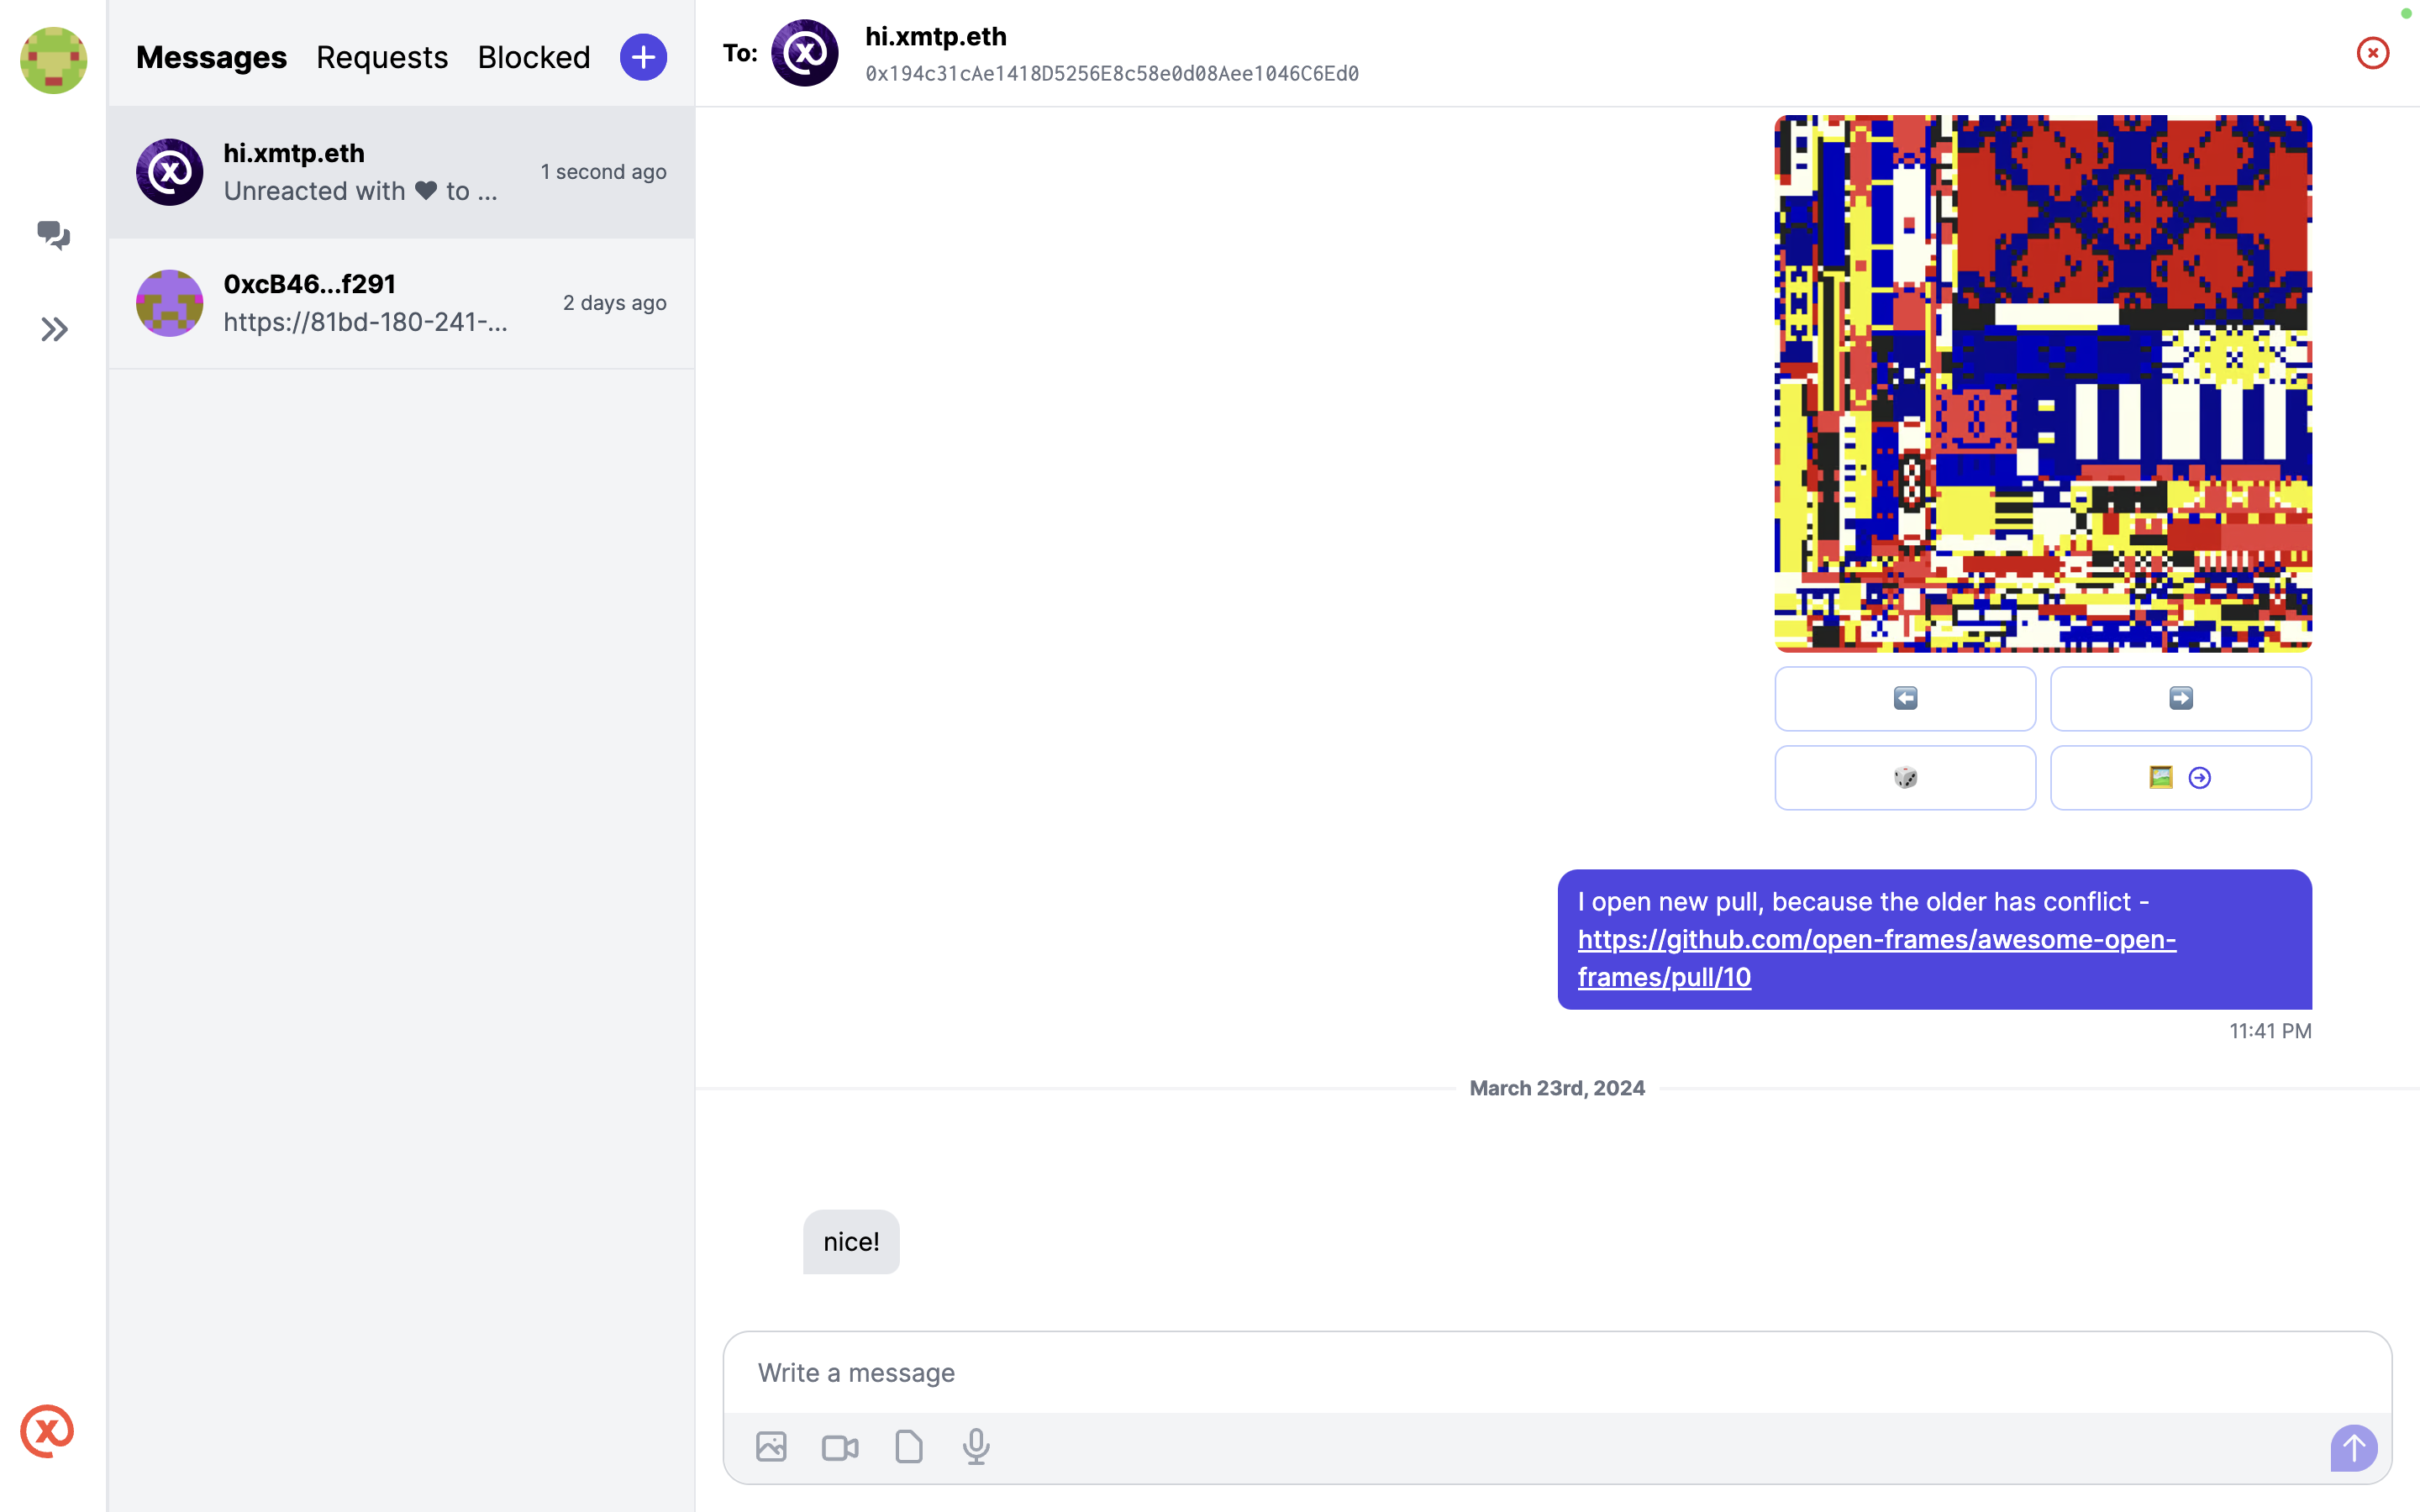 Messages Requests Blocked
hi.xmtp.eth
1 second ago
Unreacted with ♥ to ...
0xcB46...f291
2 days ago
https://81bd-180-241-...
To:
hi.xmtp.eth
0x194c31cAe1418D5256E8c58e0d08Aee1046C6Ed0
I open new pull, because the older has conflict -
https://github.com/open-frames/awesome-open-
frames/pull/10
11:41 PM
March 23rd, 2024
nice!
Write a message